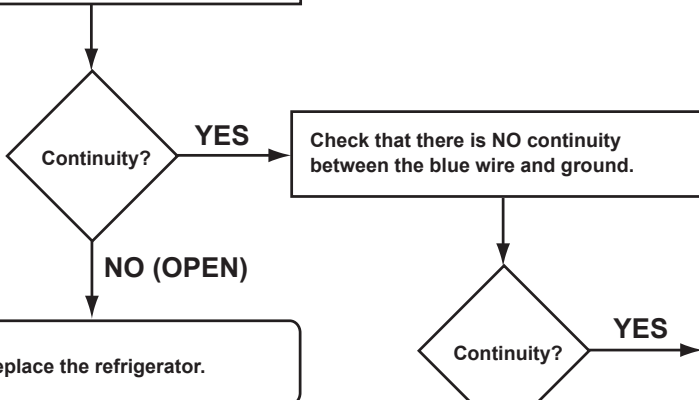 YES
Continuity?
Check that there is NO continuity
between the blue wire and ground.
NO (OPEN)
the refrigerator.
YES
Continuity?